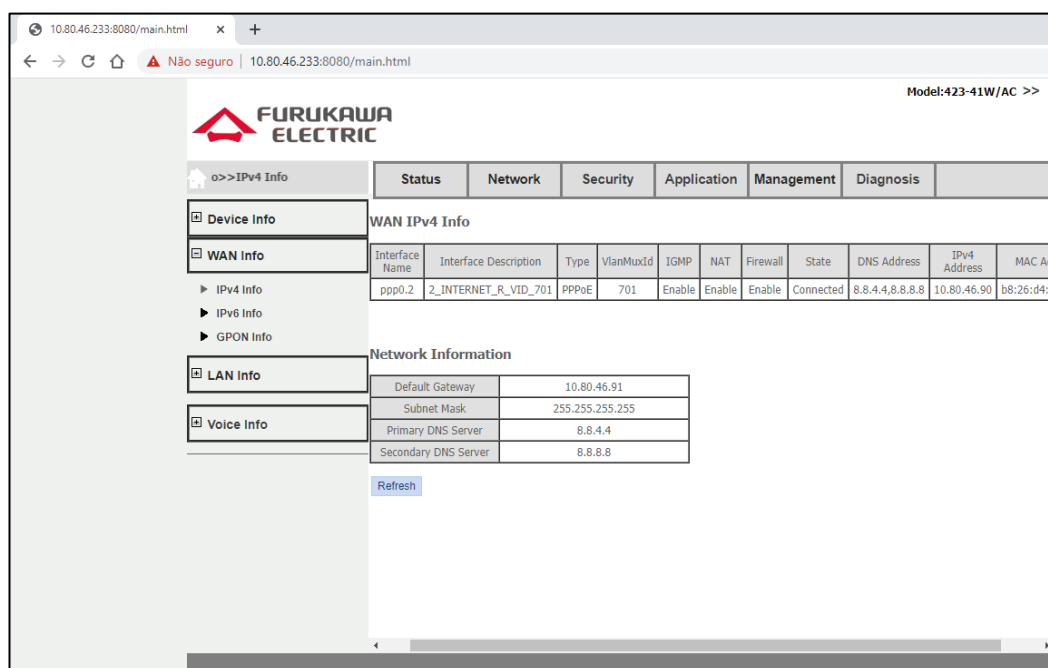 10.80.46.233:8080/main.html
Não seguro | 10.80.46.233:8080/main.html
Model:423-41W/AC >>
FURUKAWA
ELECTRIC
o>>IPv4 Info
Status Network Security Application Management Diagnosis
Device Info
WAN Info
IPv4 Info
IPv6 Info
GPON Info
LAN Info
Voice Info
WAN IPv4 Info
Interface Name Interface Description Type VlanMuxId IGMP NAT Firewall State DNS Address IPv4 Address MAC A
ppp0.2 2_INTERNET_R_VID_701 PPPoE 701 Enable Enable Enable Connected 8.8.4.4,8.8.8.8 10.80.46.90 b8:26:d4:
Network Information
Default Gateway 10.80.46.91
Subnet Mask 255.255.255.255
Primary DNS Server 8.8.4.4
Secondary DNS Server 8.8.8.8
Refresh